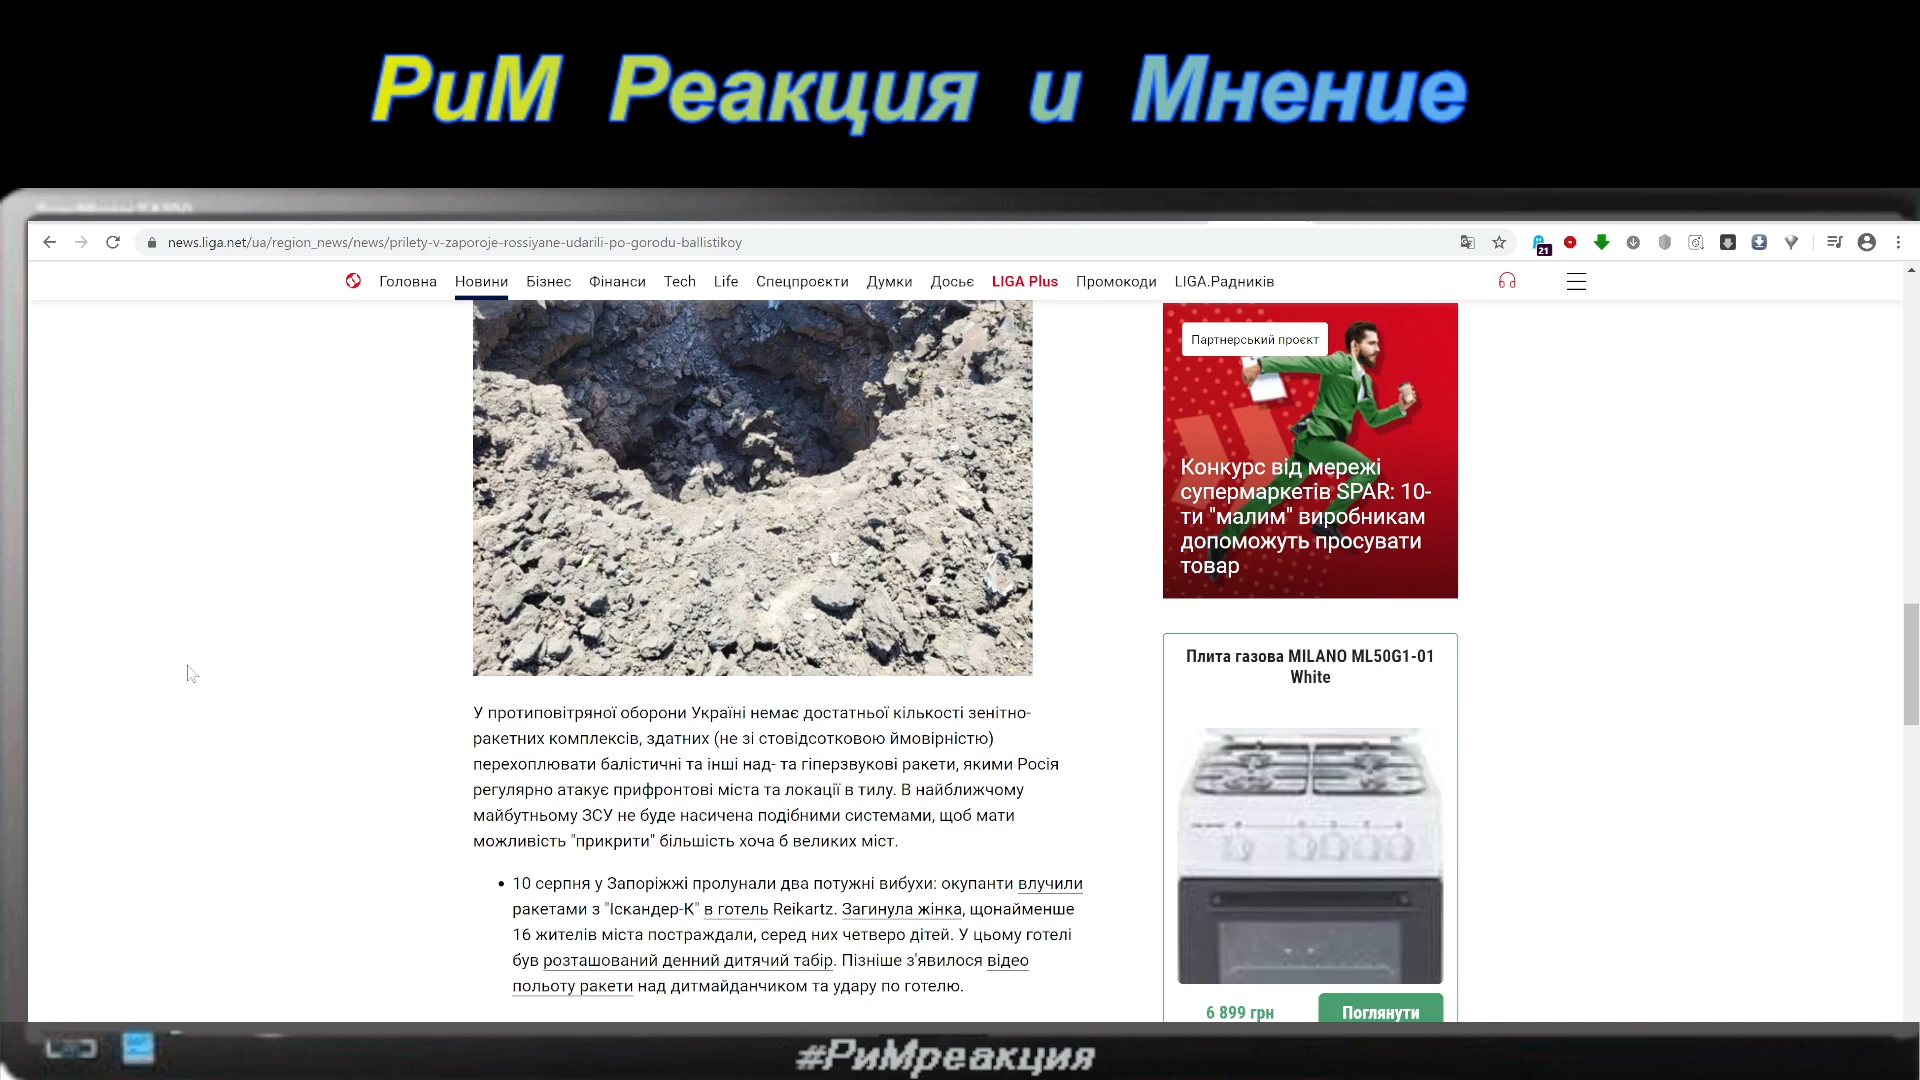 РиМ Реакция и Мнение
news.liga.net/ua/region_news/news/prilety-v-zaporoje-rossiyane-udarili-po-gorodu-ballistikoy
21
Головна Новини Бізнес Фінанси Tech Life Спецпроєкти Думки Досьє LIGA Plus Промокоди LIGA.Радників
Партнерський проєкт
Конкурс від мережі
супермаркетів SPAR: 10-
ти "малим" виробникам
допоможуть просувати
товар
Плита газова MILANO ML50G1-01
White
6 899 грн
Поглянути
У протиповітряної оборони Україні немає достатньої кількості зенітно-
ракетних комплексів, здатних (не зі стовідсотковою ймовірністю)
перехоплювати балістичні та інші над- та гіперзвукові ракети, якими Росія
регулярно атакує прифронтові міста та локації в тилу. В найближчому
майбутньому ЗСУ не буде насичена подібними системами, щоб мати
можливість "прикрити" більшість хоча б великих міст.
• 10 серпня у Запоріжжі пролунали два потужні вибухи: окупанти влучили
ракетами з "Іскандер-К" в готель Reikartz. Загинула жінка, щонайменше
16 жителів міста постраждали, серед них четверо дітей. У цьому готелі
був розташований денний дитячий табір. Пізніше з'явилося відео
польоту ракети над дитмайданчиком та удару по готелю.
#РиМреакция